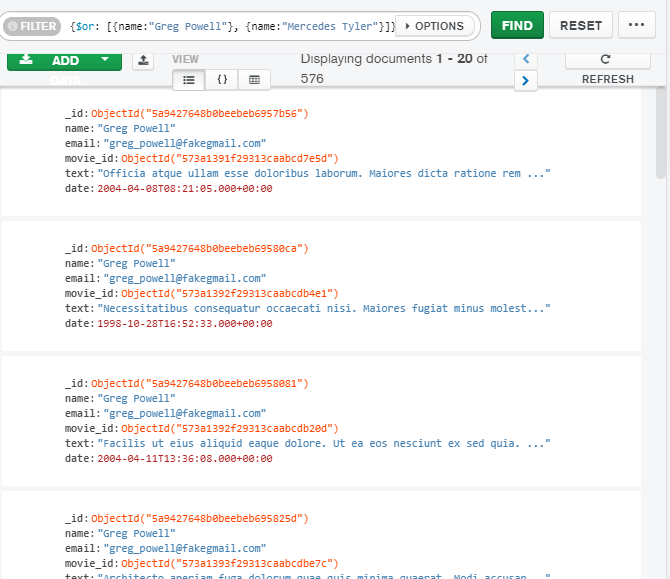 FILTER {$or: [{name:"Greg Powell"}, {name:"Mercedes Tyler"}]} OPTIONS FIND RESET ...
ADD DATA VIEW Displaying documents 1 - 20 of 576 REFRESH
{}
_id: ObjectId("5a9427648b0beebeb6957b56")
name: "Greg Powell"
email: "greg_powell@fakegmail.com"
movie_id: ObjectId("573a1391f29313caabcd7e5d")
text: "Officia atque ullam esse doloribus laborum. Maiores dicta ratione rem ..."
date: 2004-04-08T08:21:05.000+00:00
_id: ObjectId("5a9427648b0beebeb69580ca")
name: "Greg Powell"
email: "greg_powell@fakegmail.com"
movie_id: ObjectId("573a1392f29313caabcdb4e1")
text: "Necessitatibus consequatur occaecati nisi. Maiores fugiat minus molest..."
date: 1998-10-28T16:52:33.000+00:00
_id: ObjectId("5a9427648b0beebeb6958081")
name: "Greg Powell"
email: "greg_powell@fakegmail.com"
movie_id: ObjectId("573a1392f29313caabcdb20d")
text: "Facilis ut eius aliquid eaque dolore. Ut ea eos nesciunt ex sed quia. ..."
date: 2004-04-11T13:36:08.000+00:00
_id: ObjectId("5a9427648b0beebeb695825d")
name: "Greg Powell"
email: "greg_powell@fakegmail.com"
movie_id: ObjectId("573a1393f29313caabcdbe7c")
text: "Architecto aperiam fuga dolorum quae quis minima quaerat. Modi accusan..."